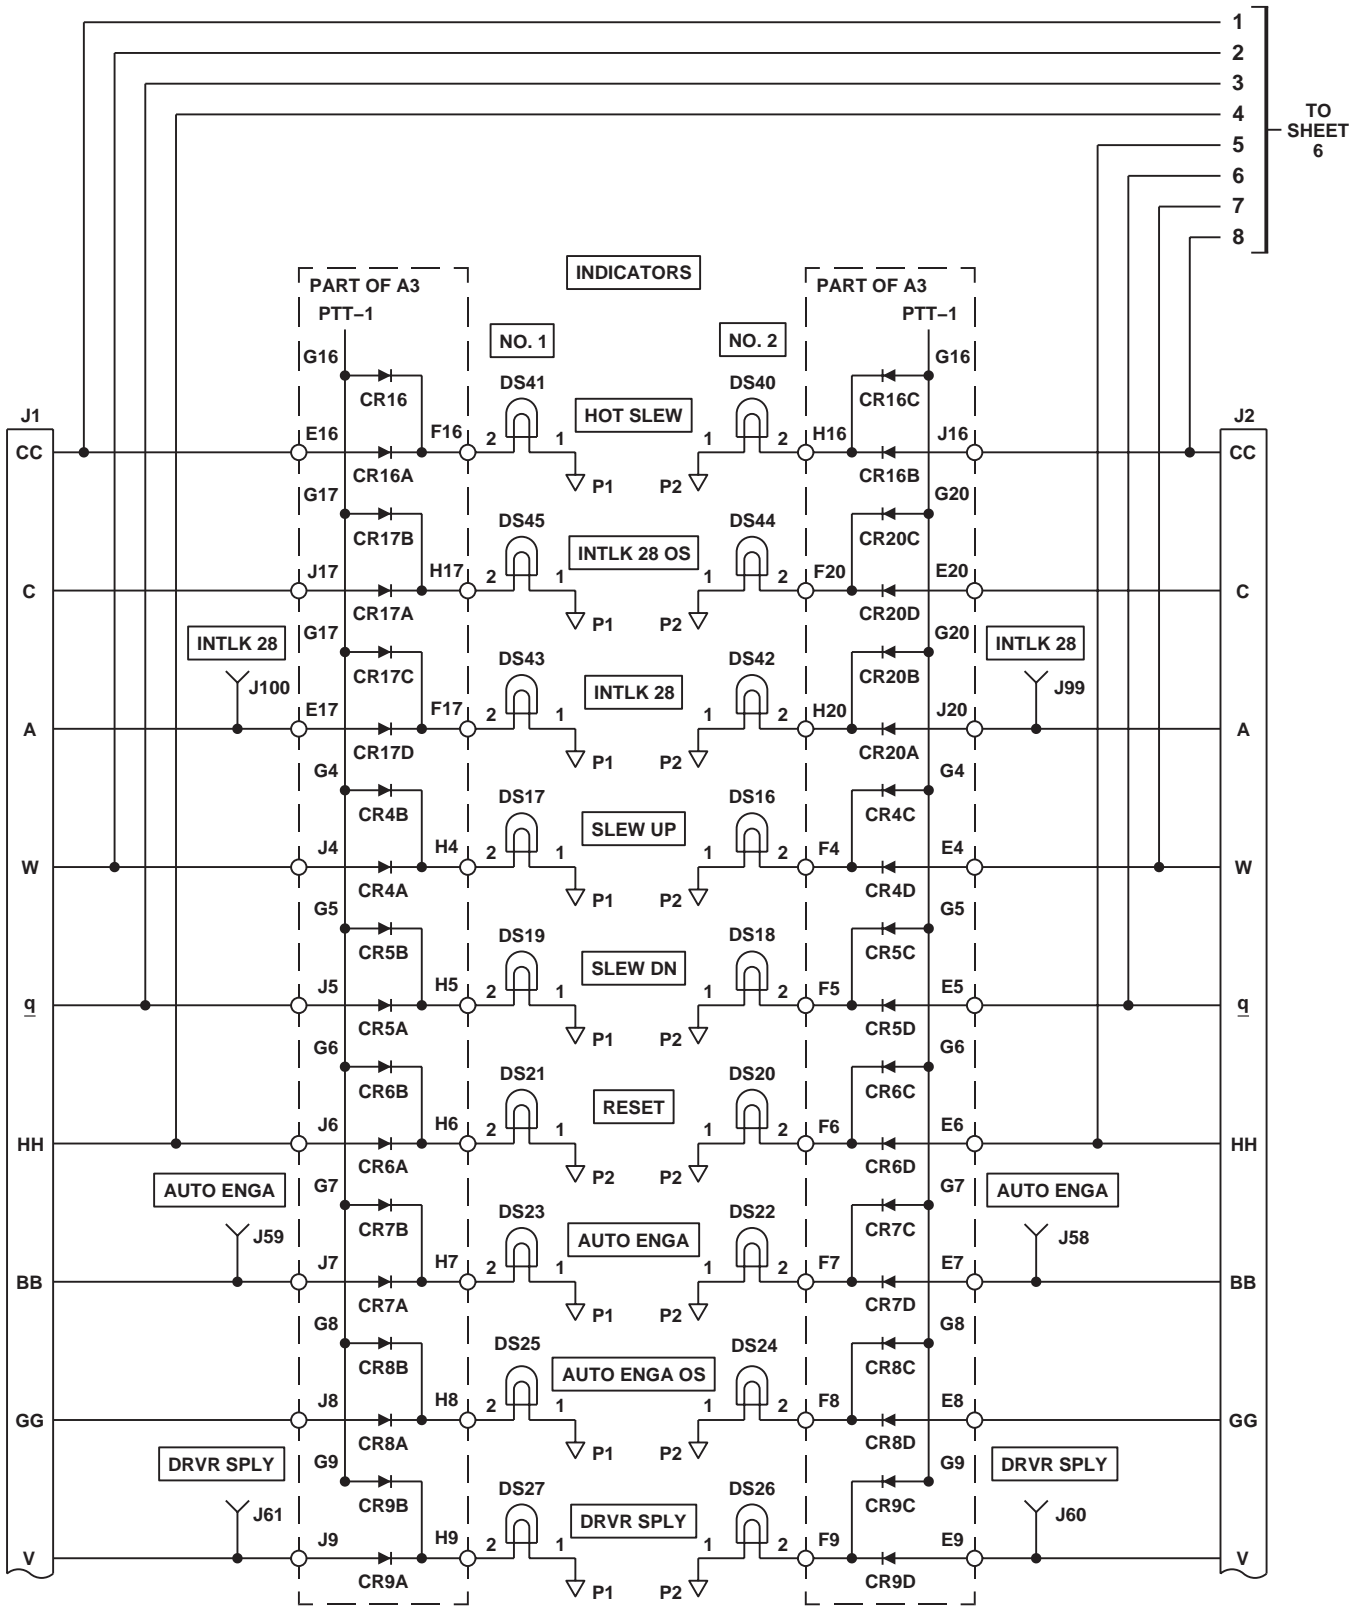 1
2
3
4
5
6
7
8
TO
SHEET
6
INDICATORS
PART OF A3
PTT–1
PART OF A3
PTT–1
NO. 1
NO. 2
J1
J2
G16
CR16
DS41
HOT SLEW
DS40
CR16C
G16
CC
E16
CR16A
F16
2
1
P1
1
2
P2
H16
CR16B
J16
CC
G17
CR17B
DS45
INTLK 28 OS
DS44
CR20C
G20
C
J17
CR17A
H17
2
1
P1
1
2
P2
F20
CR20D
E20
C
INTLK 28
J100
G17
CR17C
DS43
INTLK 28
DS42
CR20B
G20
INTLK 28
J99
A
E17
CR17D
F17
2
1
P1
1
2
P2
H20
CR20A
J20
A
G4
CR4B
DS17
SLEW UP
DS16
CR4C
G4
W
J4
CR4A
H4
2
1
P1
1
2
P2
F4
CR4D
E4
W
G5
CR5B
DS19
SLEW DN
DS18
CR5C
G5
q
J5
CR5A
H5
2
1
P1
1
2
P2
F5
CR5D
E5
q
G6
CR6B
DS21
RESET
DS20
CR6C
G6
HH
J6
CR6A
H6
2
1
P2
1
2
P2
F6
CR6D
E6
HH
AUTO ENGA
J59
G7
CR7B
DS23
AUTO ENGA
DS22
CR7C
G7
AUTO ENGA
J58
BB
J7
CR7A
H7
2
1
P1
1
2
P2
F7
CR7D
E7
BB
G8
CR8B
DS25
AUTO ENGA OS
DS24
CR8C
G8
GG
J8
CR8A
H8
2
1
P1
1
2
P2
F8
CR8D
E8
GG
DRVR SPLY
J61
G9
CR9B
DS27
DRVR SPLY
DS26
CR9C
G9
DRVR SPLY
J60
V
J9
CR9A
H9
2
1
P1
1
2
P2
F9
CR9D
E9
V